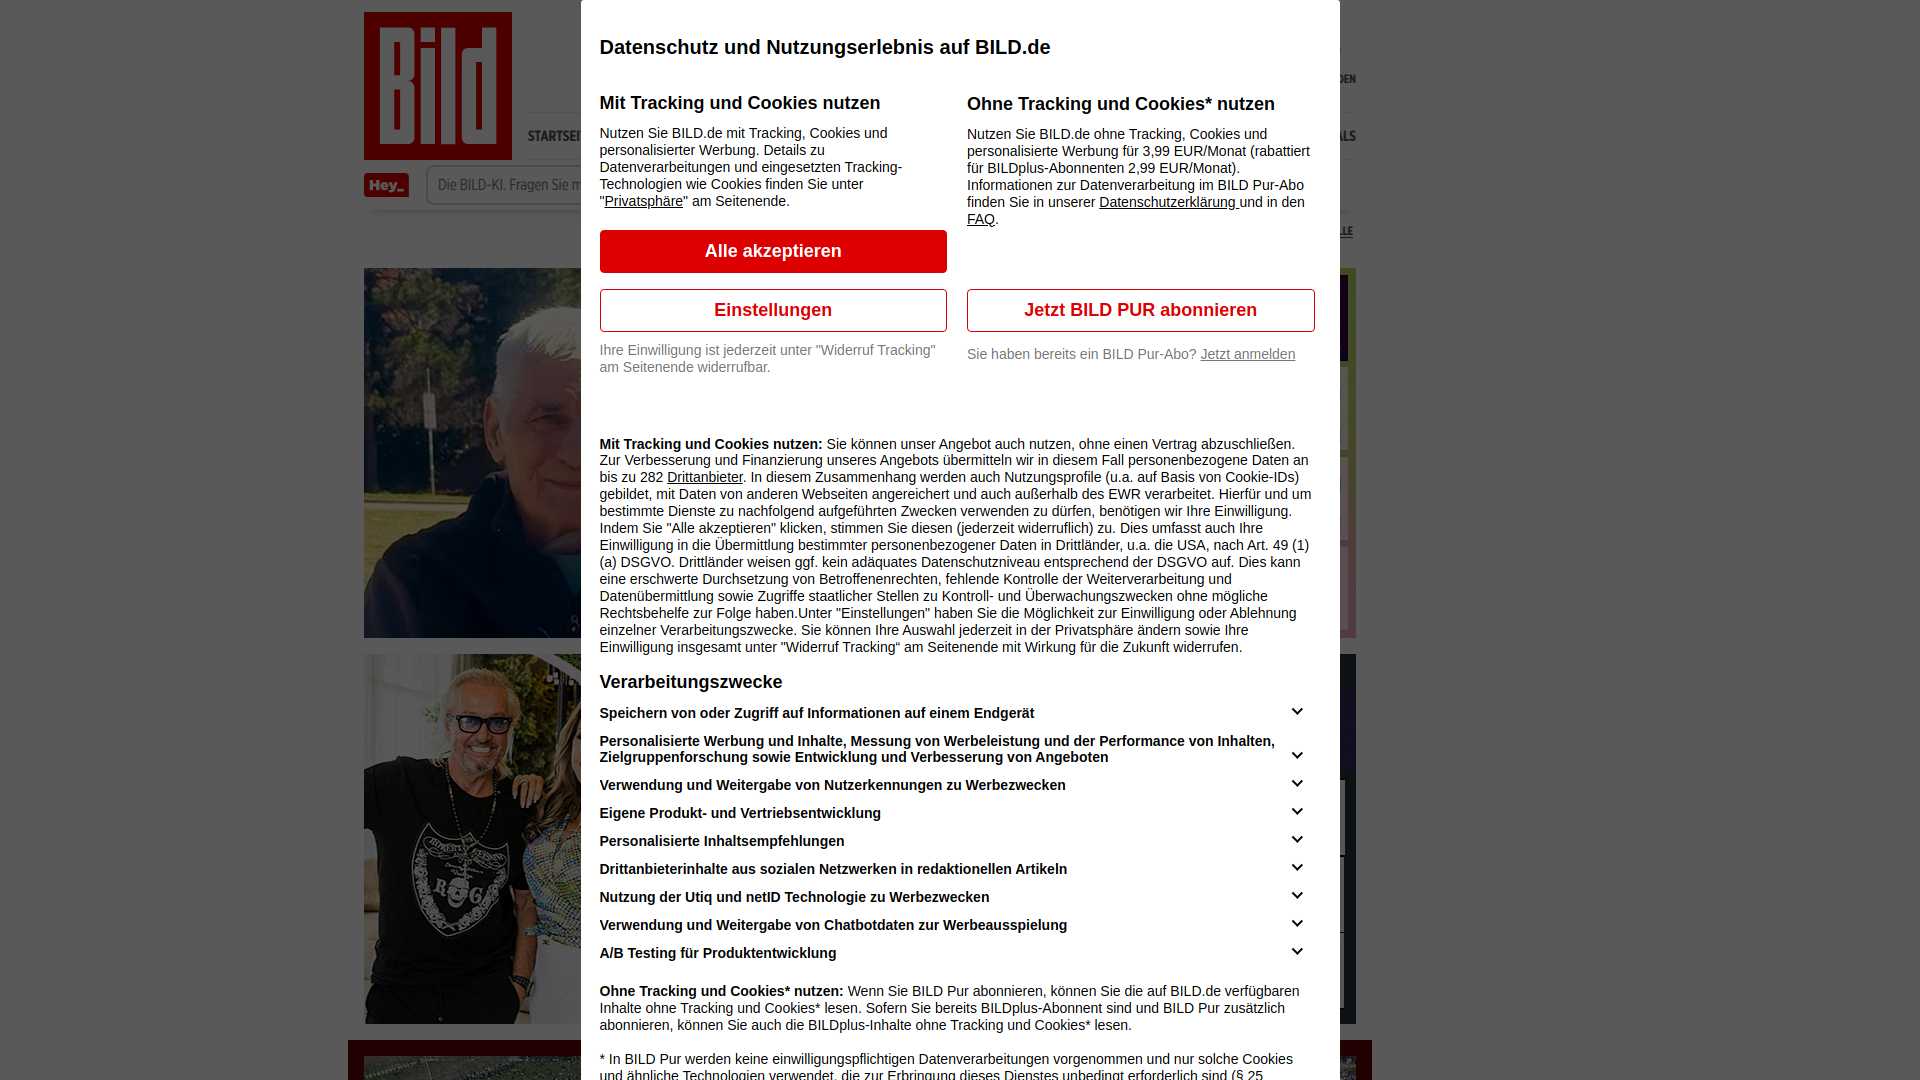 Bild
Datenschutz und Nutzungserlebnis auf BILD.de
Mit Tracking und Cookies nutzen
Nutzen Sie BILD.de mit Tracking, Cookies und
personalisierter Werbung. Details zu
Datenverarbeitungen und eingesetzten Tracking-
Technologien wie Cookies finden Sie unter
"Privatsphäre" am Seitenende.
Alle akzeptieren
Einstellungen
Ihre Einwilligung ist jederzeit unter "Widerruf Tracking"
am Seitenende widerrufbar.
Ohne Tracking und Cookies* nutzen
Nutzen Sie BILD.de ohne Tracking, Cookies und
personalisierte Werbung für 3,99 EUR/Monat (rabattiert
für BILDplus-Abonnenten 2,99 EUR/Monat).
Informationen zur Datenverarbeitung im BILD Pur-Abo
finden Sie in unserer Datenschutzerklärung und in den
FAQ.
Jetzt BILD PUR abonnieren
Sie haben bereits ein BILD Pur-Abo? Jetzt anmelden
Hey_
Die BILD-KI. Fragen Sie
Mit Tracking und Cookies nutzen: Sie können unser Angebot auch nutzen, ohne einen Vertrag abzuschließen.
Zur Verbesserung und Finanzierung unseres Angebots übermitteln wir in diesem Fall personenbezogene Daten an
bis zu 282 Drittanbieter. In diesem Zusammenhang werden auch Nutzungsprofile (u.a. auf Basis von Cookie-IDs)
gebildet, mit Daten von anderen Webseiten angereichert und auch außerhalb des EWR verarbeitet. Hierfür und um
bestimmte Dienste zu nachfolgend aufgeführten Zwecken verwenden zu dürfen, benötigen wir Ihre Einwilligung.
Indem Sie "Alle akzeptieren" klicken, stimmen Sie diesen (jederzeit widerruflich) zu. Dies umfasst auch Ihre
Einwilligung in die Übermittlung bestimmter personenbezogener Daten in Drittländer, u.a. die USA, nach Art. 49 (1)
(a) DSGVO. Drittländer weisen ggf. kein adäquates Datenschutzniveau entsprechend der DSGVO auf. Dies kann
eine erschwerte Durchsetzung von Betroffenenrechten, fehlende Kontrolle der Weiterverarbeitung und
Datenübermittlung sowie Zugriffe staatlicher Stellen zu Kontroll- und Überwachungszwecken ohne mögliche
Rechtsbehelfe zur Folge haben.Unter "Einstellungen" haben Sie die Möglichkeit zur Einwilligung oder Ablehnung
einzelner Verarbeitungszwecke. Sie können Ihre Auswahl jederzeit in der Privatsphäre ändern sowie Ihre
Einwilligung insgesamt unter "Widerruf Tracking“ am Seitenende mit Wirkung für die Zukunft widerrufen.
Verarbeitungszwecke
Speichern von oder Zugriff auf Informationen auf einem Endgerät
Personalisierte Werbung und Inhalte, Messung von Werbeleistung und der Performance von Inhalten,
Zielgruppenforschung sowie Entwicklung und Verbesserung von Angeboten
Verwendung und Weitergabe von Nutzerkennungen zu Werbezwecken
Eigene Produkt- und Vertriebsentwicklung
Personalisierte Inhaltsempfehlungen
Drittanbieterinhalte aus sozialen Netzwerken in redaktionellen Artikeln
Nutzung der Utiq und netID Technologie zu Werbezwecken
Verwendung und Weitergabe von Chatbotdaten zur Werbeausspielung
A/B Testing für Produktentwicklung
Ohne Tracking und Cookies* nutzen: Wenn Sie BILD Pur abonnieren, können Sie die auf BILD.de verfügbaren
Inhalte ohne Tracking und Cookies* lesen. Sofern Sie bereits BILDplus-Abonnent sind und BILD Pur zusätzlich
abonnieren, können Sie auch die BILDplus-Inhalte ohne Tracking und Cookies* lesen.
* In BILD Pur werden keine einwilligungspflichtigen Datenverarbeitungen vorgenommen und nur solche Cookies
und ähnliche Technologien verwendet, die zur Erbringung dieses Dienstes unbedingt erforderlich sind (§ 25